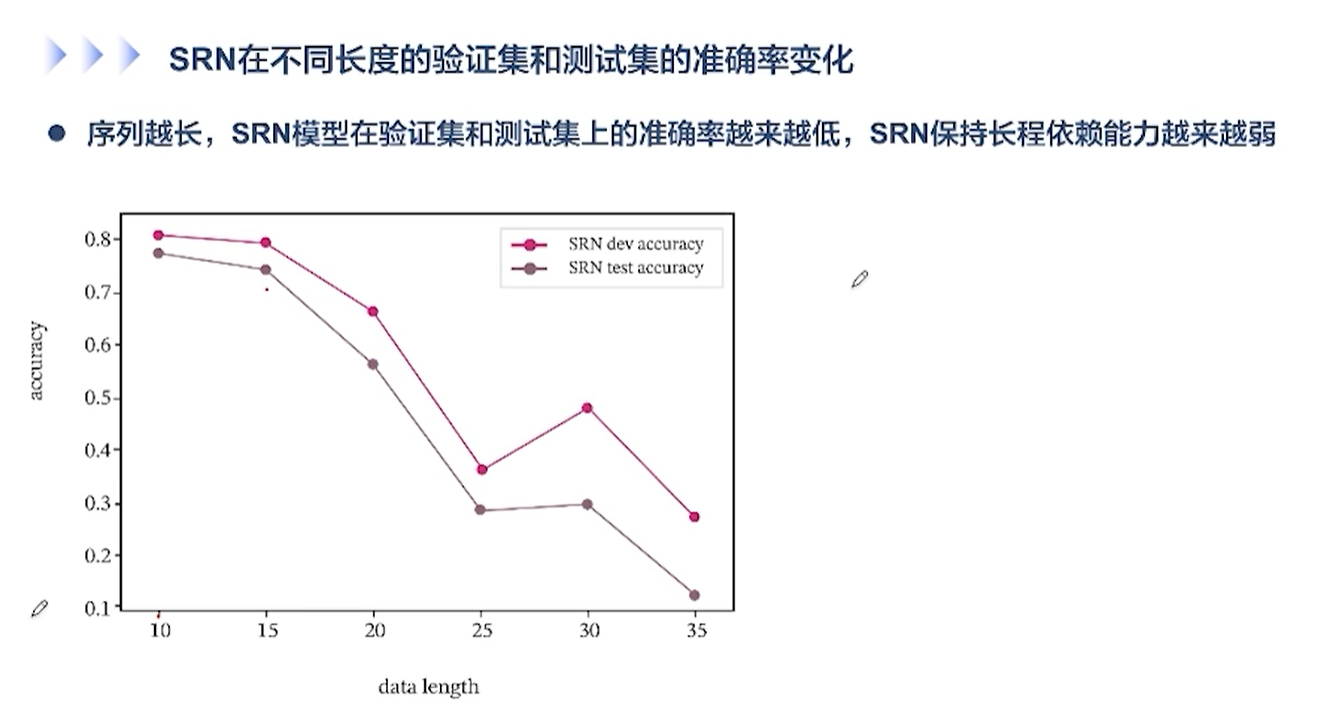 SRN在不同长度的验证集和测试集的准确率变化
序列越长，SRN模型在验证集和测试集上的准确率越来越低，SRN保持长程依赖能力越来越弱
SRN dev accuracy
SRN test accuracy
accuracy
0.8
0.7
0.6
0.5
0.4
0.3
0.2
0.1
10 15 20 25 30 35
data length